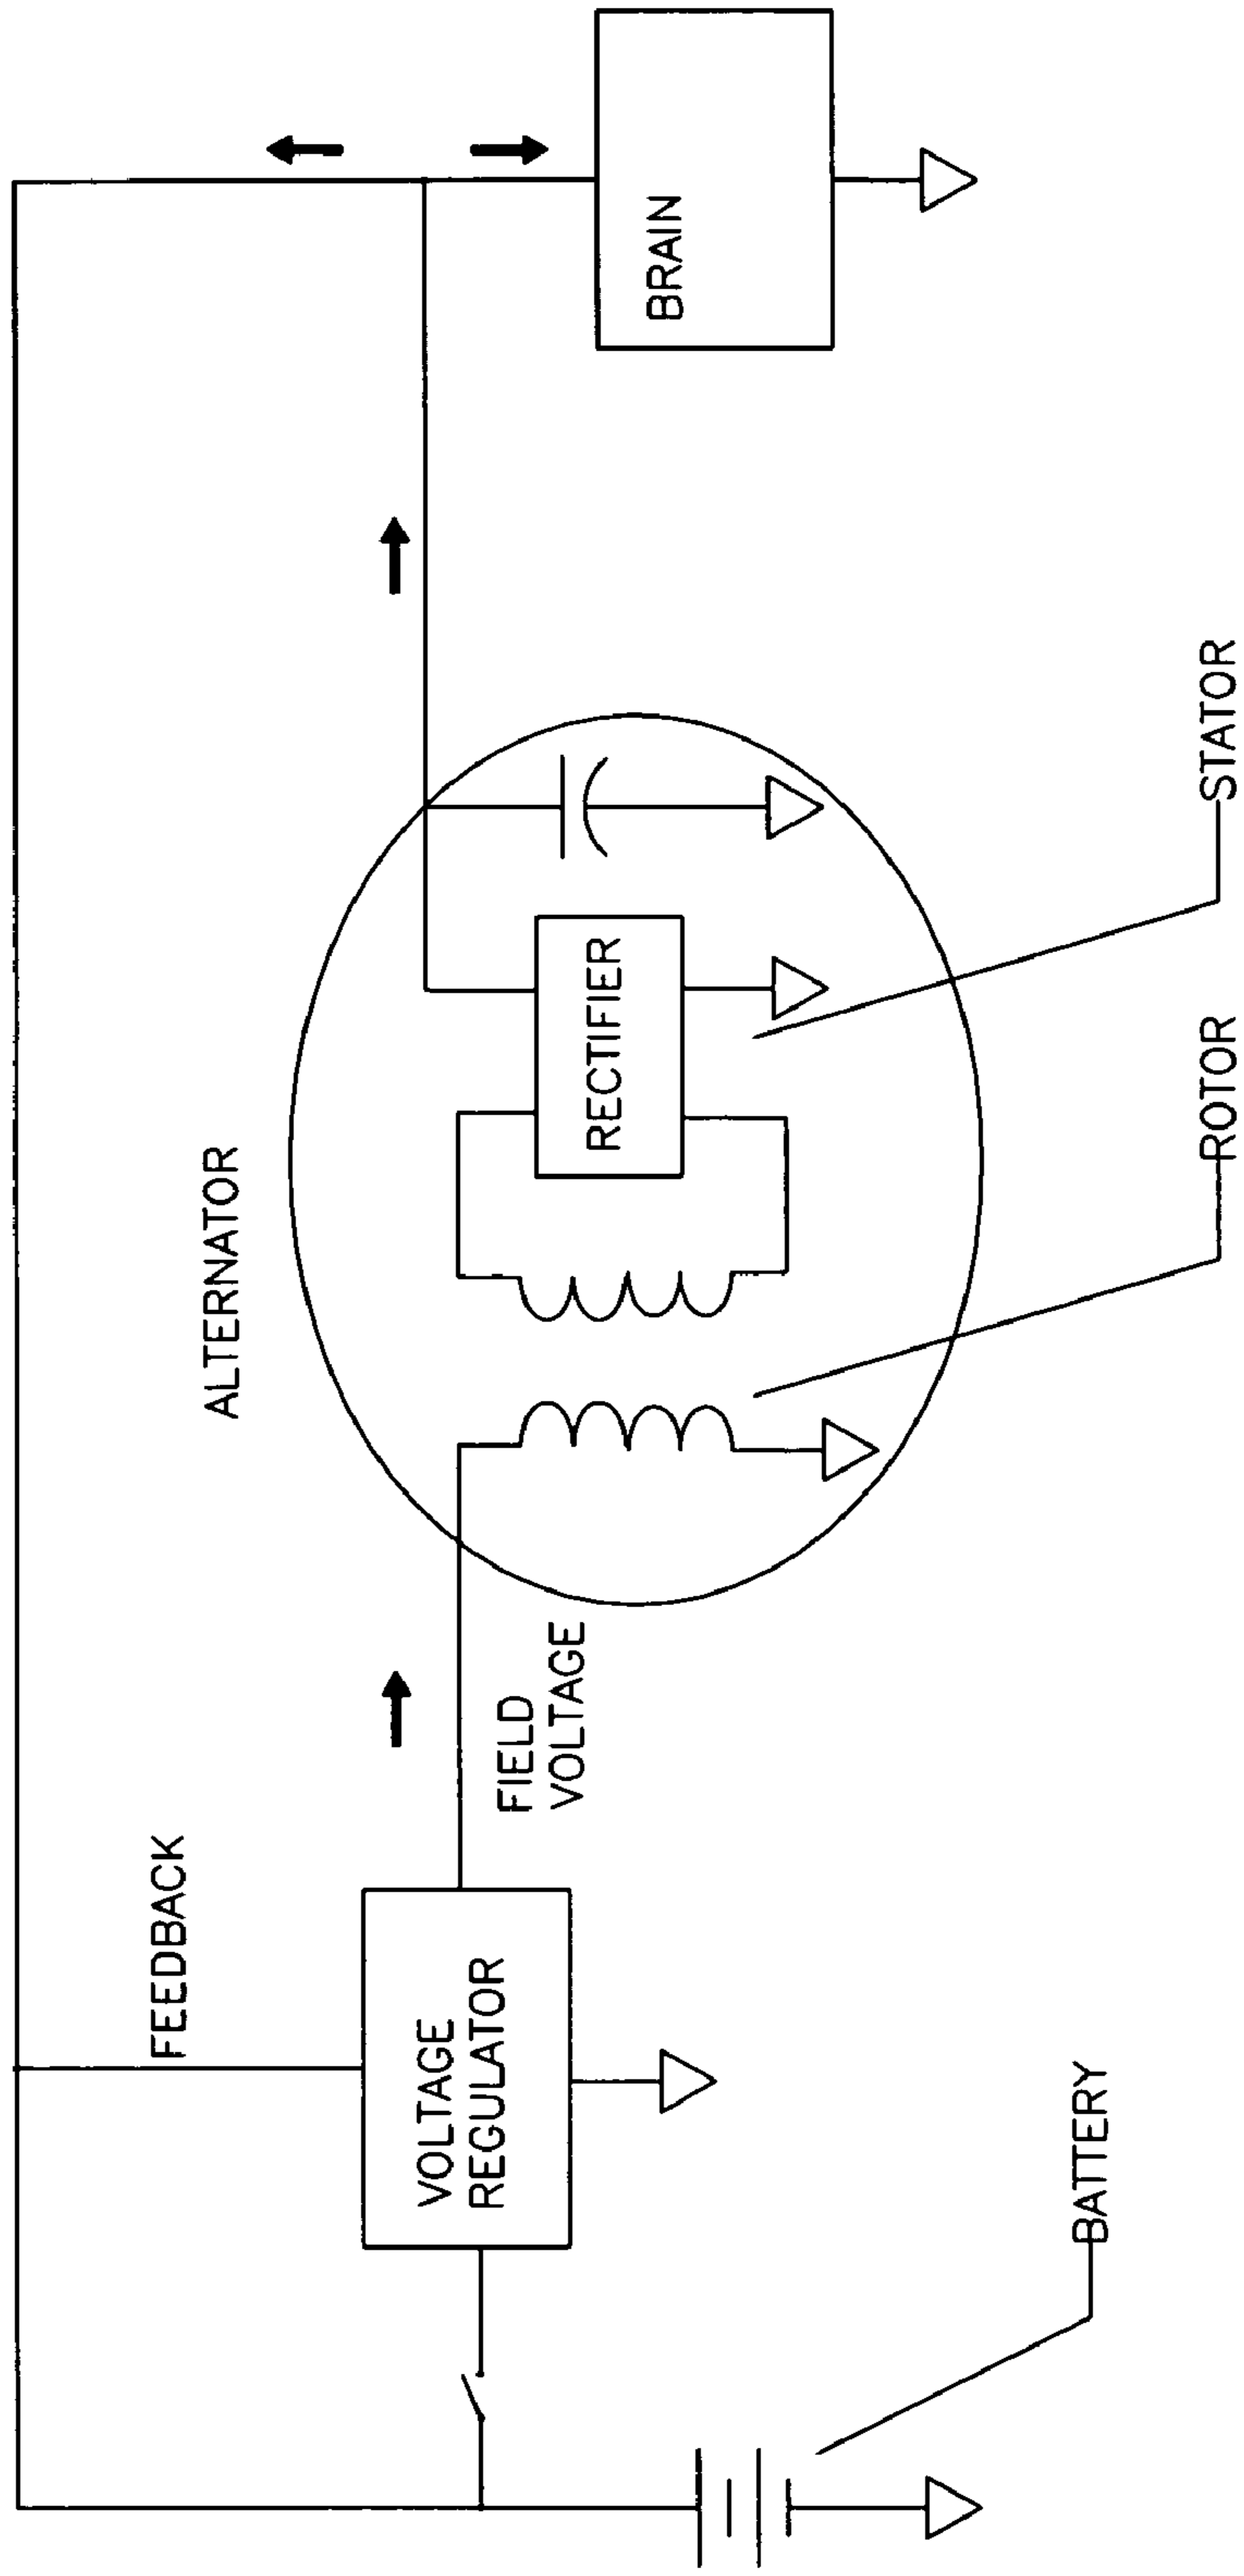 FEEDBACK
ALTERNATOR
BRAIN
VOLTAGE
REGULATOR
FIELD
VOLTAGE
RECTIFIER
BATTERY
ROTOR
STATOR